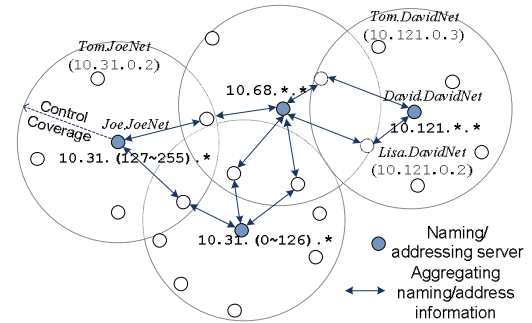 Tom.DavidNet
(10.121.0.3)
Tom.JoeNet
(10.31.0.2)
10.68.*.*
David.DavidNet
Control
Coverage
Joe.JoeNet
10.121.*.*
10.31.(127~255).*
Lisa.DavidNet
(10.121.0.2)
10.31.(0~126).*
Naming/
addressing server
Aggregating
naming/address
information